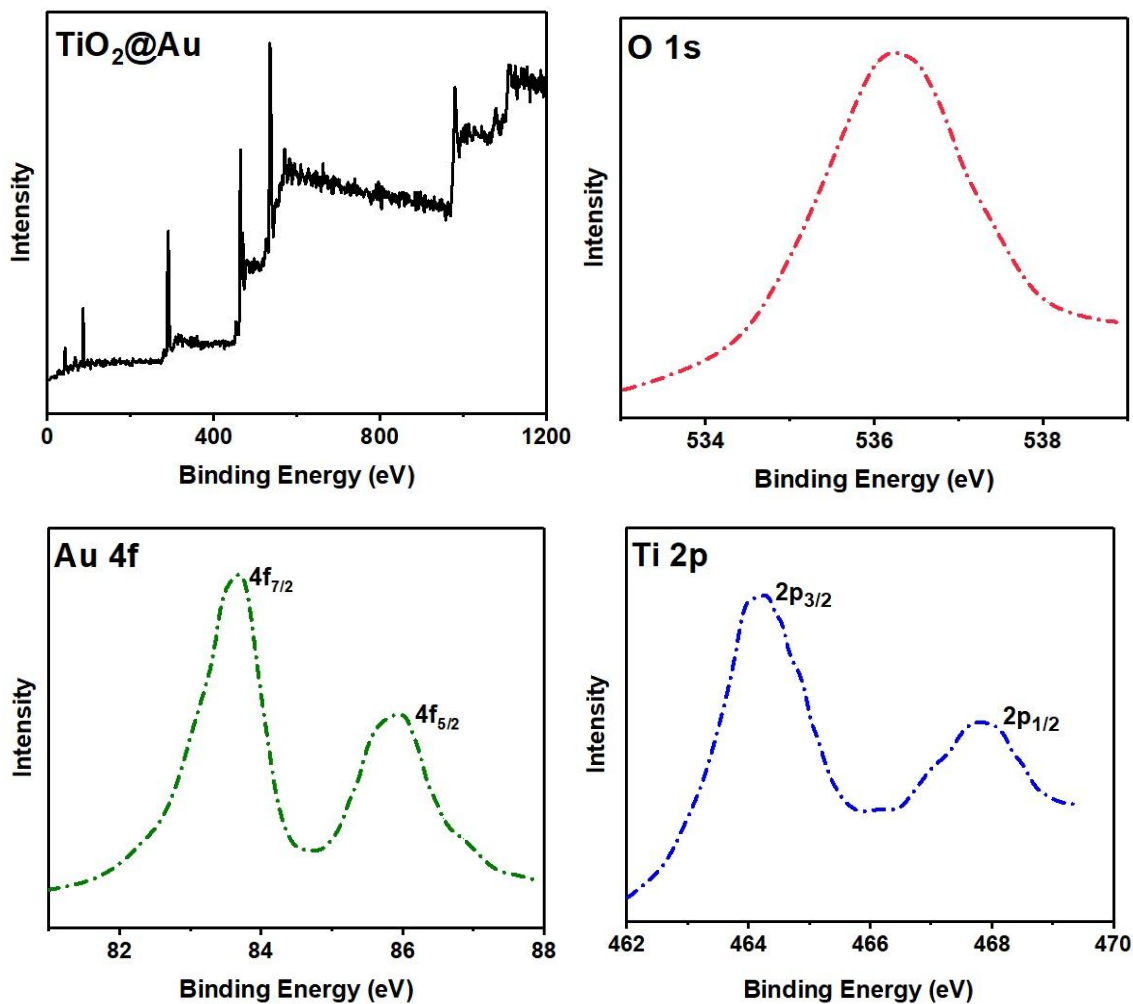 TiO2@Au
Intensity
0 400 800 1200
Binding Energy (eV)
O 1s
Intensity
534 536 538
Binding Energy (eV)
Au 4f
4f7/2
4f5/2
Intensity
82 84 86 88
Binding Energy (eV)
Ti 2p
2p3/2
2p1/2
Intensity
462 464 466 468 470
Binding Energy (eV)